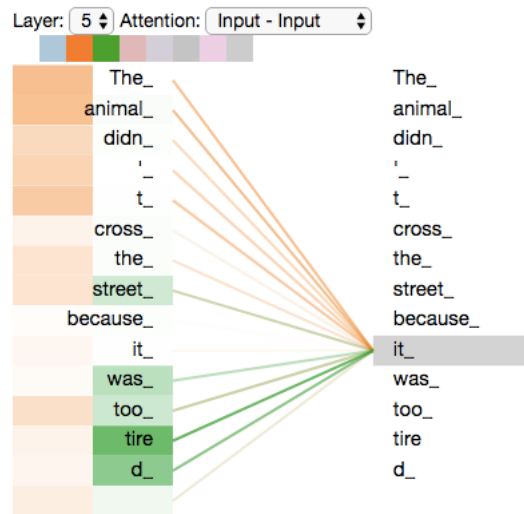 Layer: 5 Attention: Input - Input
The_ The_
animal_ animal_
didn_ didn_
'_ '_
t_ t_
cross_ cross_
the_ the_
street_ street_
because_ because_
it_ it_
was_ was_
too_ too_
tire tire
d_ d_